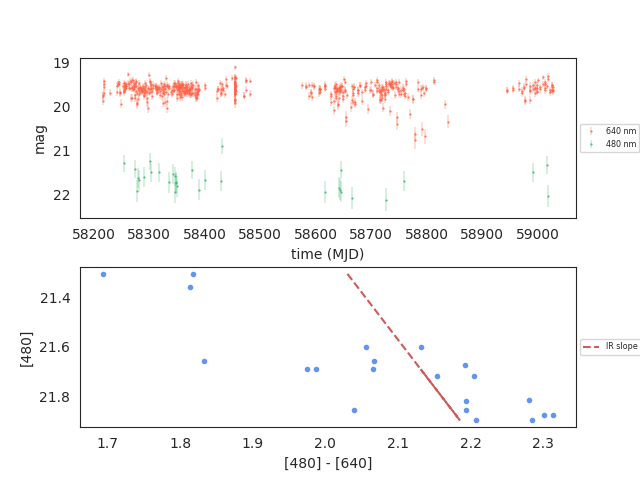 19
20
21
22
mag
58200 58300 58400 58500 58600 58700 58800 58900 59000
time (MJD)
640 nm
480 nm
21.4
21.6
21.8
[480]
1.7 1.8 1.9 2.0 2.1 2.2 2.3
[480] - [640]
IR slope